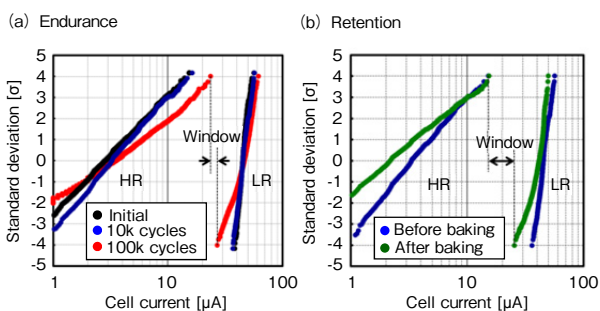 (a) Endurance
Standard deviation [σ]
5
4
3
2
1
0
-1
-2
-3
-4
-5
Window
HR
LR
Initial
10k cycles
100k cycles
1
10
100
Cell current [μA]
(b) Retention
Standard deviation [σ]
5
4
3
2
1
0
-1
-2
-3
-4
-5
Window
HR
LR
Before baking
After baking
1
10
100
Cell current [μA]